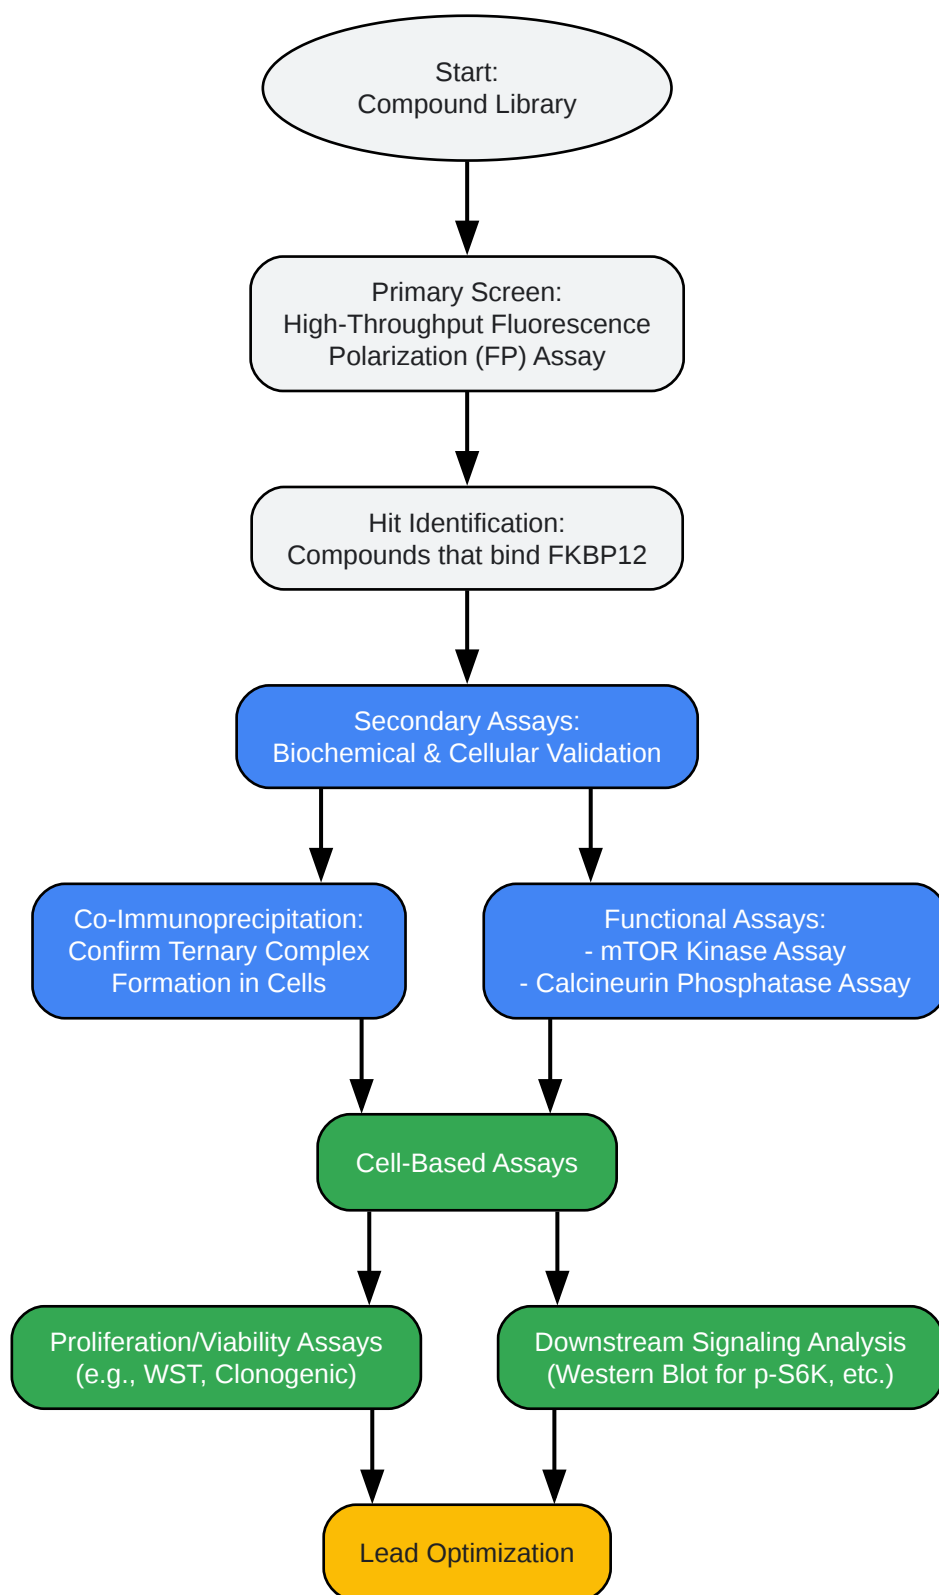 Start:
Compound Library
Primary Screen:
High-Throughput Fluorescence
Polarization (FP) Assay
Hit Identification:
Compounds that bind FKBP12
Secondary Assays:
Biochemical & Cellular Validation
Co-Immunoprecipitation:
Confirm Ternary Complex
Formation in Cells
Functional Assays:
- mTOR Kinase Assay
- Calcineurin Phosphatase Assay
Cell-Based Assays
Proliferation/Viability Assays
(e.g., WST, Clonogenic)
Downstream Signaling Analysis
(Western Blot for p-S6K, etc.)
Lead Optimization